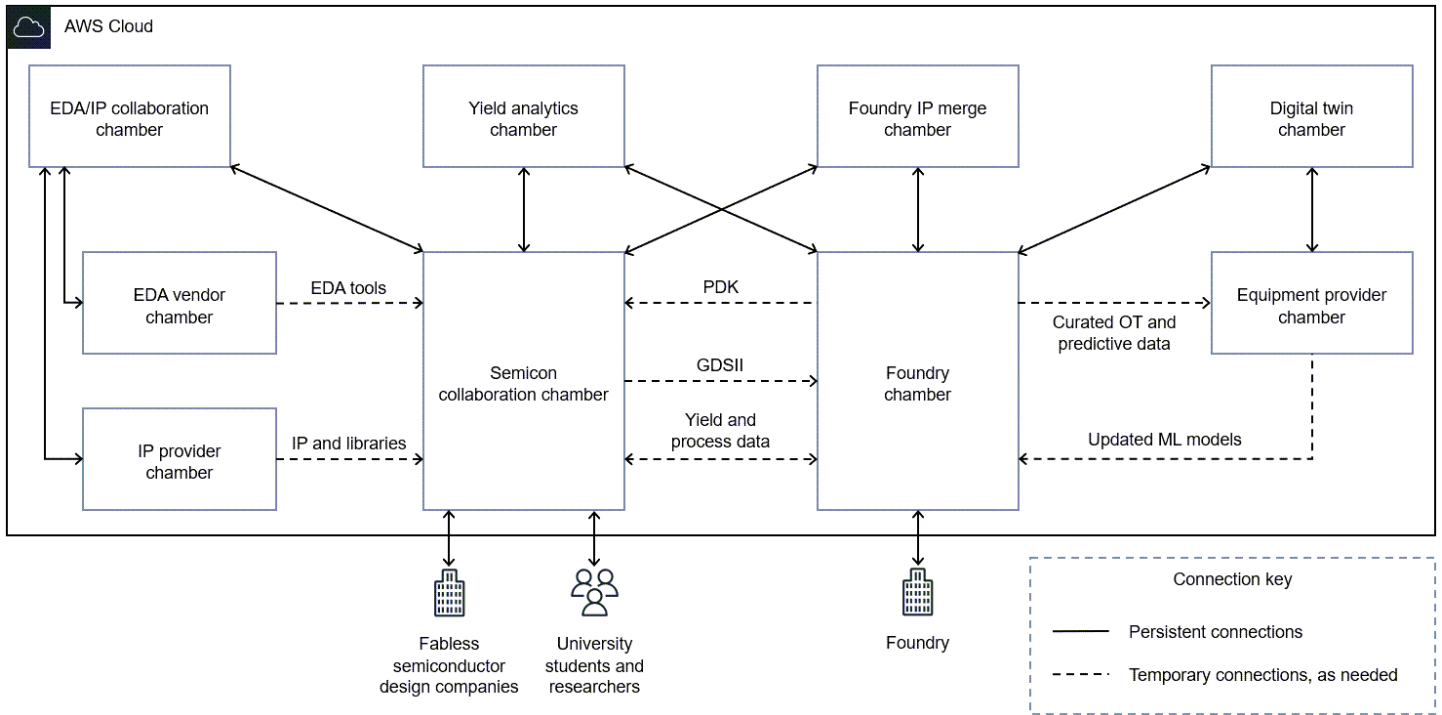 AWS Cloud
EDA/IP collaboration
chamber
Yield analytics
chamber
Foundry IP merge
chamber
Digital twin
chamber
EDA vendor
chamber
EDA tools
PDK
Equipment provider
chamber
Curated OT and
predictive data
Semicon
collaboration chamber
GDSII
Foundry
chamber
IP provider
chamber
IP and libraries
Yield and
process data
Updated ML models
Fabless
semiconductor
design companies
University
students and
researchers
Foundry
Connection key
Persistent connections
Temporary connections, as needed